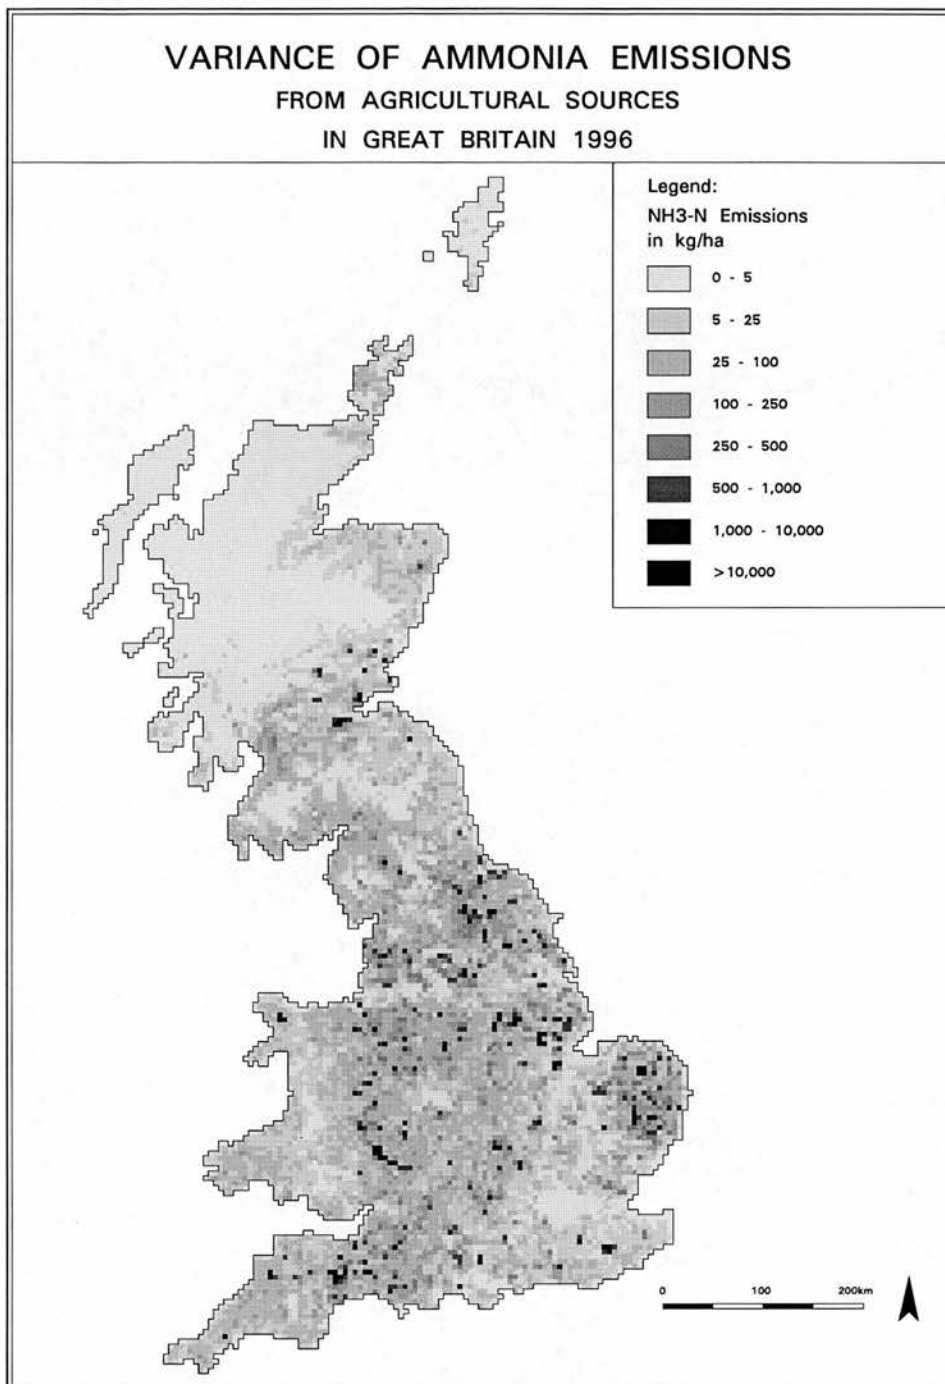 VARIANCE OF AMMONIA EMISSIONS
FROM AGRICULTURAL SOURCES
IN GREAT BRITAIN 1996
Legend:
NH3-N Emissions
in kg/ha
0 - 5
5 - 25
25 - 100
100 - 250
250 - 500
500 - 1,000
1,000 - 10,000
>10,000
0 100 200km